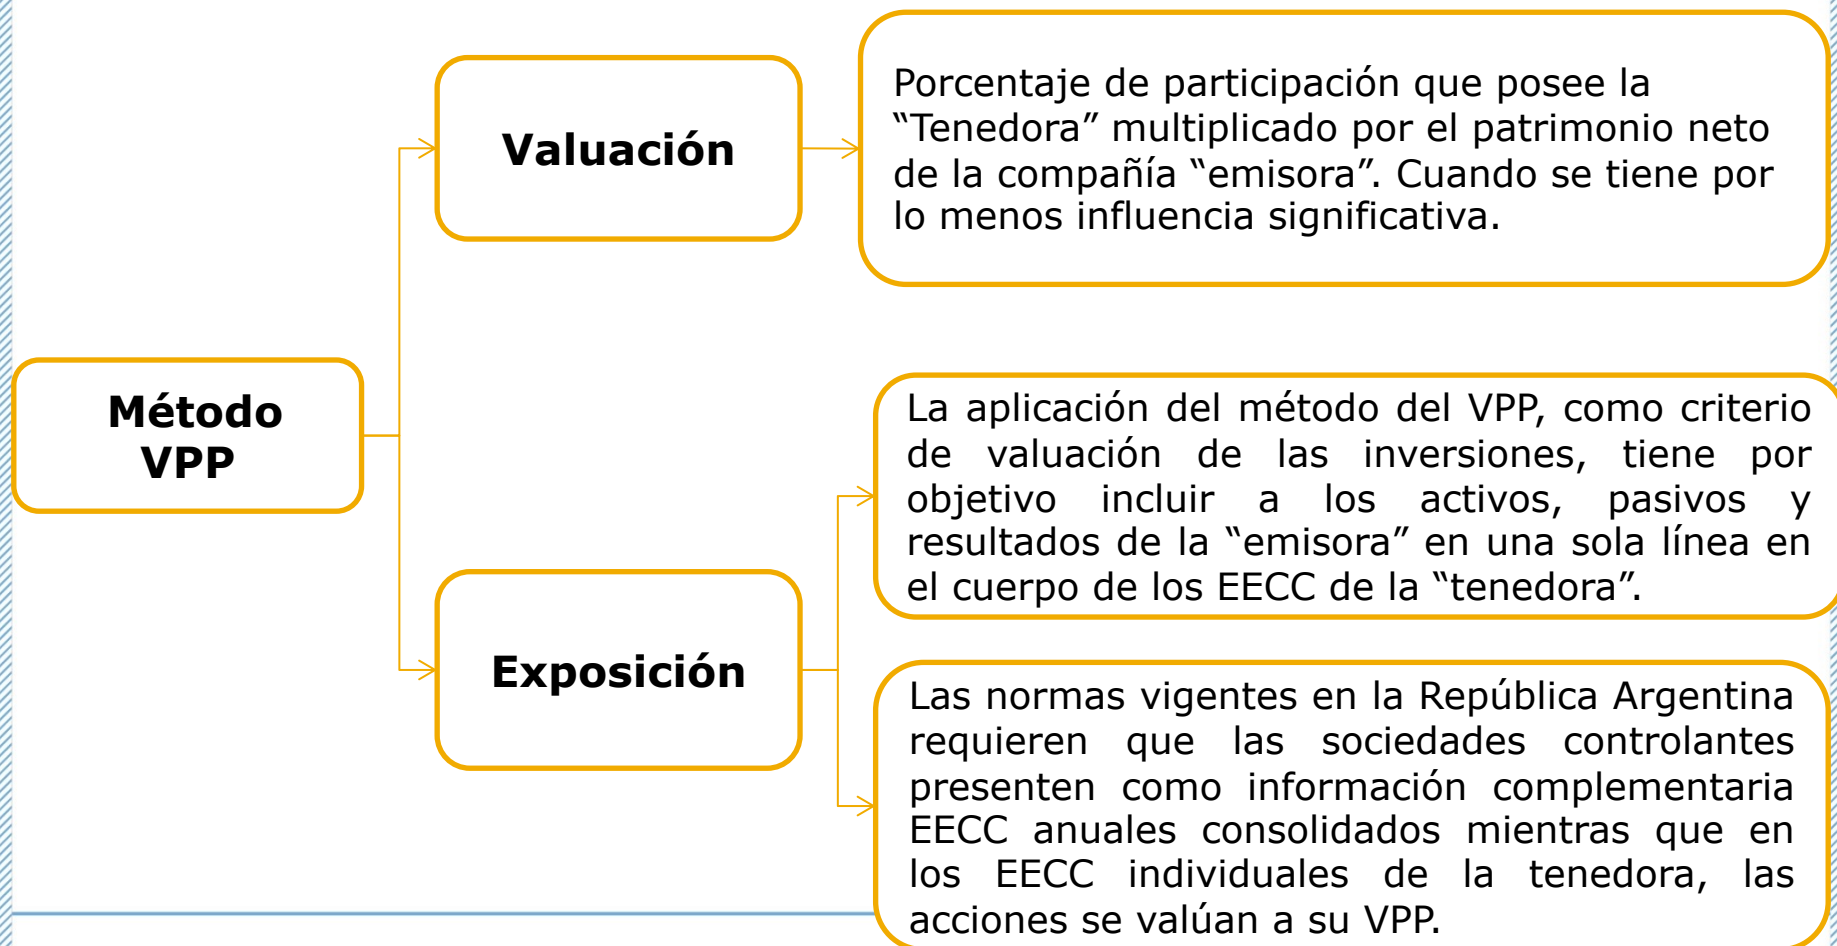 Método
VPP
Valuación
Porcentaje de participación que posee la
“Tenedora” multiplicado por el patrimonio neto
de la compañía “emisora”. Cuando se tiene por
lo menos influencia significativa.
Exposición
La aplicación del método del VPP, como criterio
de valuación de las inversiones, tiene por
objetivo incluir a los activos, pasivos y
resultados de la “emisora” en una sola línea en
el cuerpo de los EECC de la “tenedora”.
Las normas vigentes en la República Argentina
requieren que las sociedades controlantes
presenten como información complementaria
EECC anuales consolidados mientras que en
los EECC individuales de la tenedora, las
acciones se valúan a su VPP.